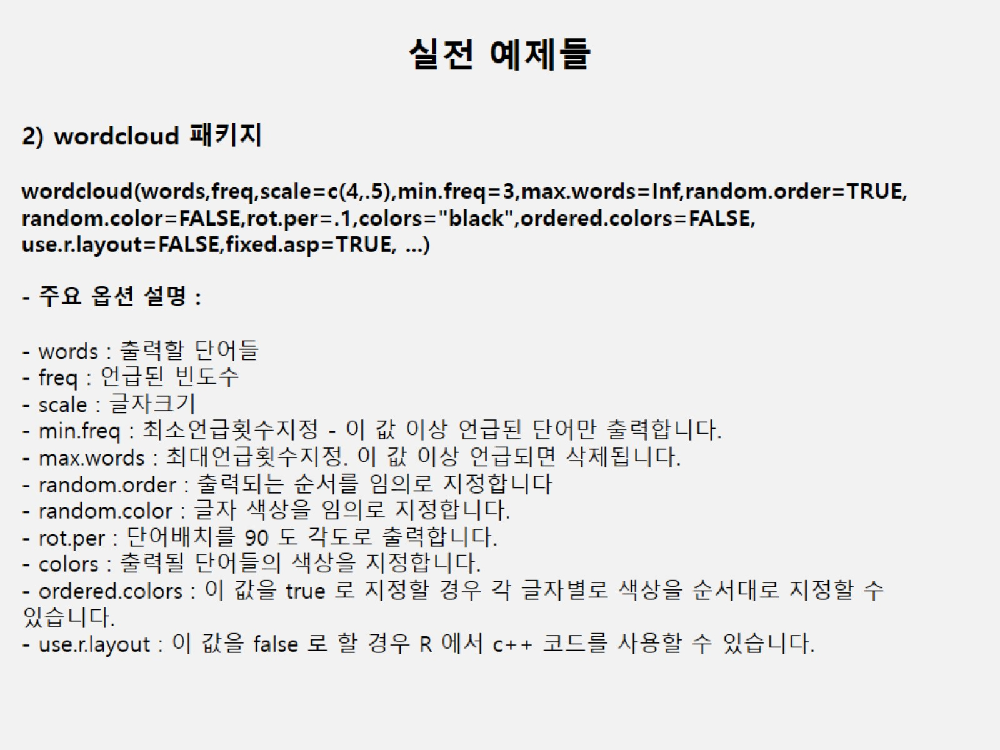 실전 예제들
2) wordcloud 패키지
wordcloud(words,freq,scale=c(4,.5),min.freq=3,max.words=Inf,random.order=TRUE,
random.color=FALSE,rot.per=.1,colors="black",ordered.colors=FALSE,
use.r.layout=FALSE,fixed.asp=TRUE, ...)
- 주요 옵션 설명 :
- words : 출력할 단어들
- freq : 언급된 빈도수
- scale : 글자크기
- min.freq : 최소언급횟수지정 - 이 값 이상 언급된 단어만 출력합니다.
- max.words : 최대언급횟수지정. 이 값 이상 언급되면 삭제됩니다.
- random.order : 출력되는 순서를 임의로 지정합니다
- random.color : 글자 색상을 임의로 지정합니다.
- rot.per : 단어배치를 90 도 각도로 출력합니다.
- colors : 출력될 단어들의 색상을 지정합니다.
- ordered.colors : 이 값을 true 로 지정할 경우 각 글자별로 색상을 순서대로 지정할 수
있습니다.
- use.r.layout : 이 값을 false 로 할 경우 R 에서 c++ 코드를 사용할 수 있습니다.